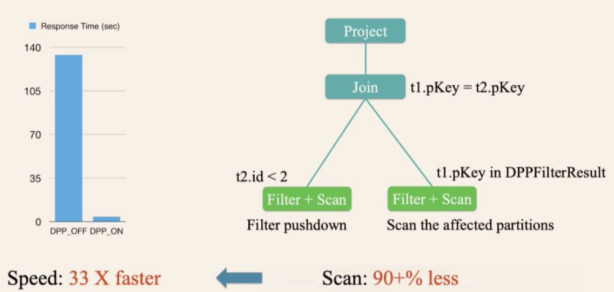 Response Time (sec)
140
105
70
35
0
DPP_OFF DPP_ON
Project
Join
t1.pKey = t2.pKey
t2.id < 2
t1.pKey in DPPFilterResult
Filter + Scan
Filter + Scan
Filter pushdown
Scan the affected partitions
Speed: 33 X faster
Scan: 90+% less